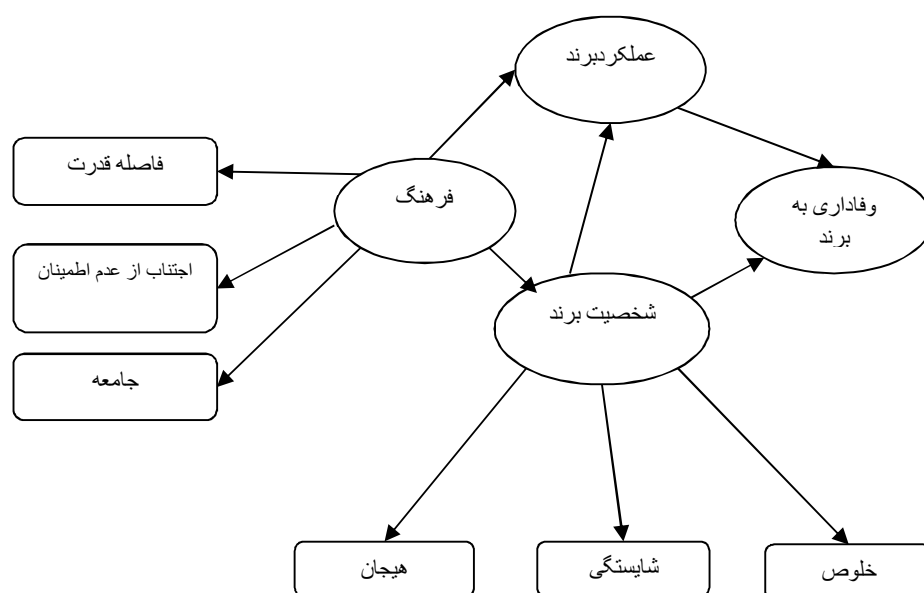 عملکردبرند
فاصله قدرت
فرهنگ
وفاداری به
برند
اجتناب از عدم اطمینان
شخصیت برند
جامعه
هیجان
شایستگی
خلوص